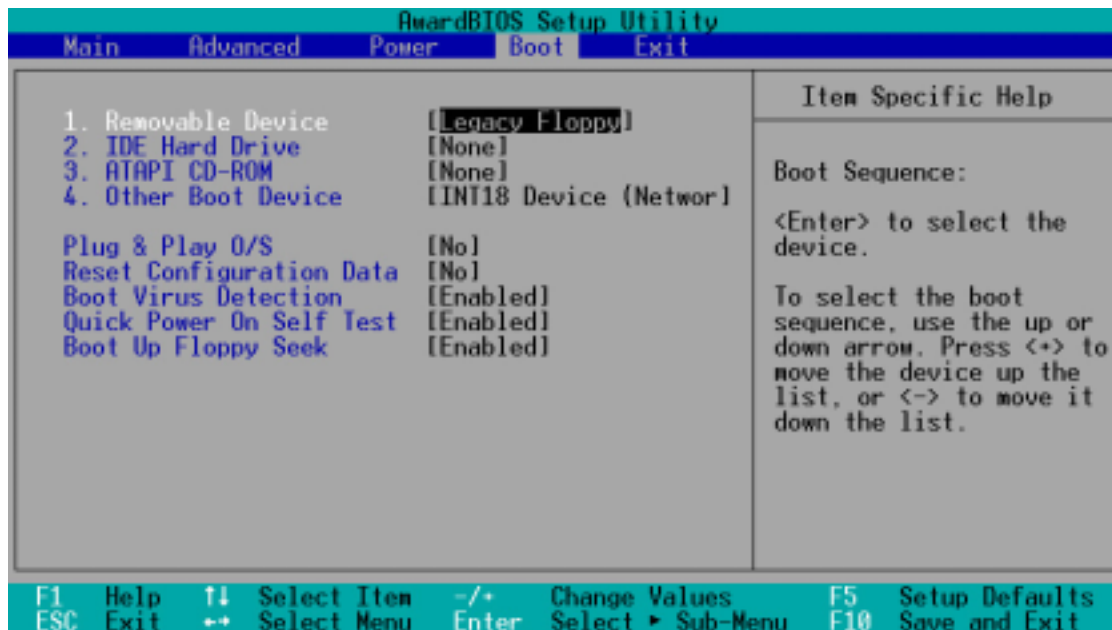 AwardBIOS Setup Utility
Main Advanced Power Boot Exit
1. Removable Device [Legacy Floppy]
2. IDE Hard Drive [None]
3. ATAPI CD-ROM [None]
4. Other Boot Device [INT18 Device (Networ]
Plug & Play O/S [No]
Reset Configuration Data [No]
Boot Virus Detection [Enabled]
Quick Power On Self Test [Enabled]
Boot Up Floppy Seek [Enabled]
Item Specific Help
Boot Sequence:
<Enter> to select the
device.
To select the boot
sequence, use the up or
down arrow. Press <+> to
move the device up the
list, or <-> to move it
down the list.
F1 Help ↑↓ Select Item -/+ Change Values F5 Setup Defaults
ESC Exit ←→ Select Menu Enter Select ► Sub-Menu F10 Save and Exit